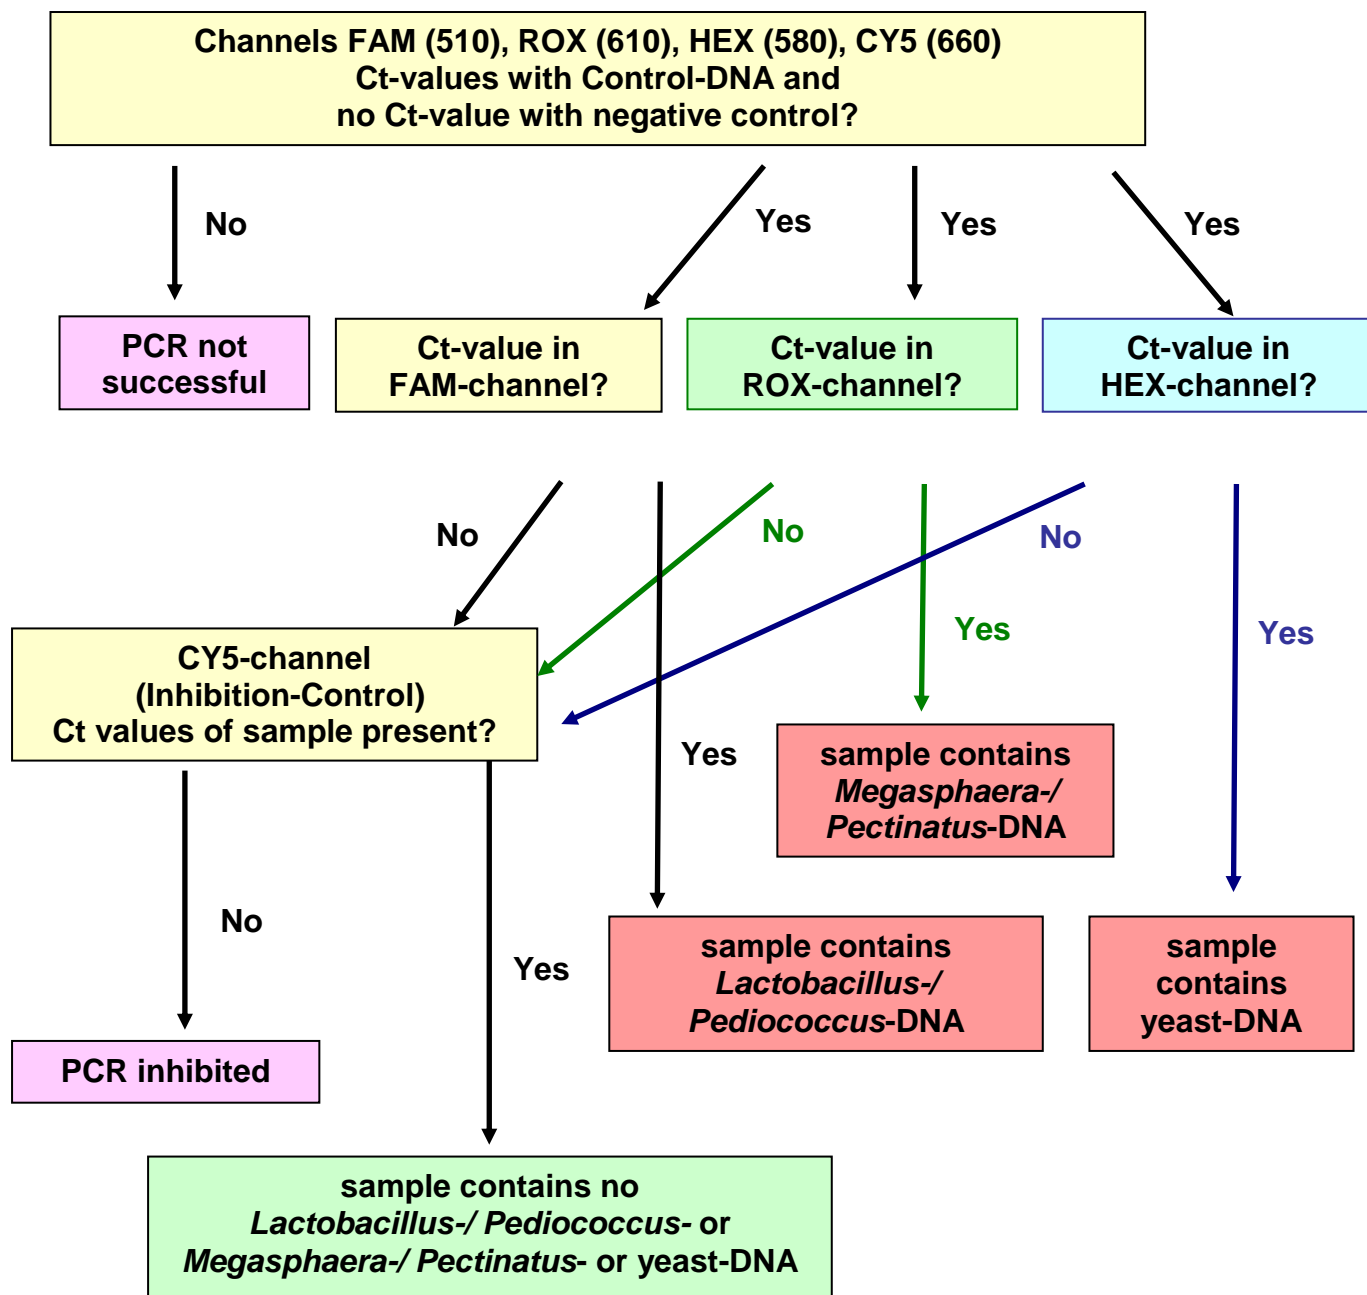 Channels FAM (510), ROX (610), HEX (580), CY5 (660)
Ct-values with Control-DNA and
no Ct-value with negative control?
No
Yes
Yes
Yes
PCR not
successful
Ct-value in
FAM-channel?
Ct-value in
ROX-channel?
Ct-value in
HEX-channel?
No
No
No
Yes
Yes
CY5-channel
(Inhibition-Control)
Ct values of sample present?
Yes
sample contains
Megasphaera-/
Pectinatus-DNA
No
Yes
sample contains
Lactobacillus-/
Pediococcus-DNA
sample
contains
yeast-DNA
PCR inhibited
sample contains no
Lactobacillus-/ Pediococcus- or
Megasphaera-/ Pectinatus- or yeast-DNA